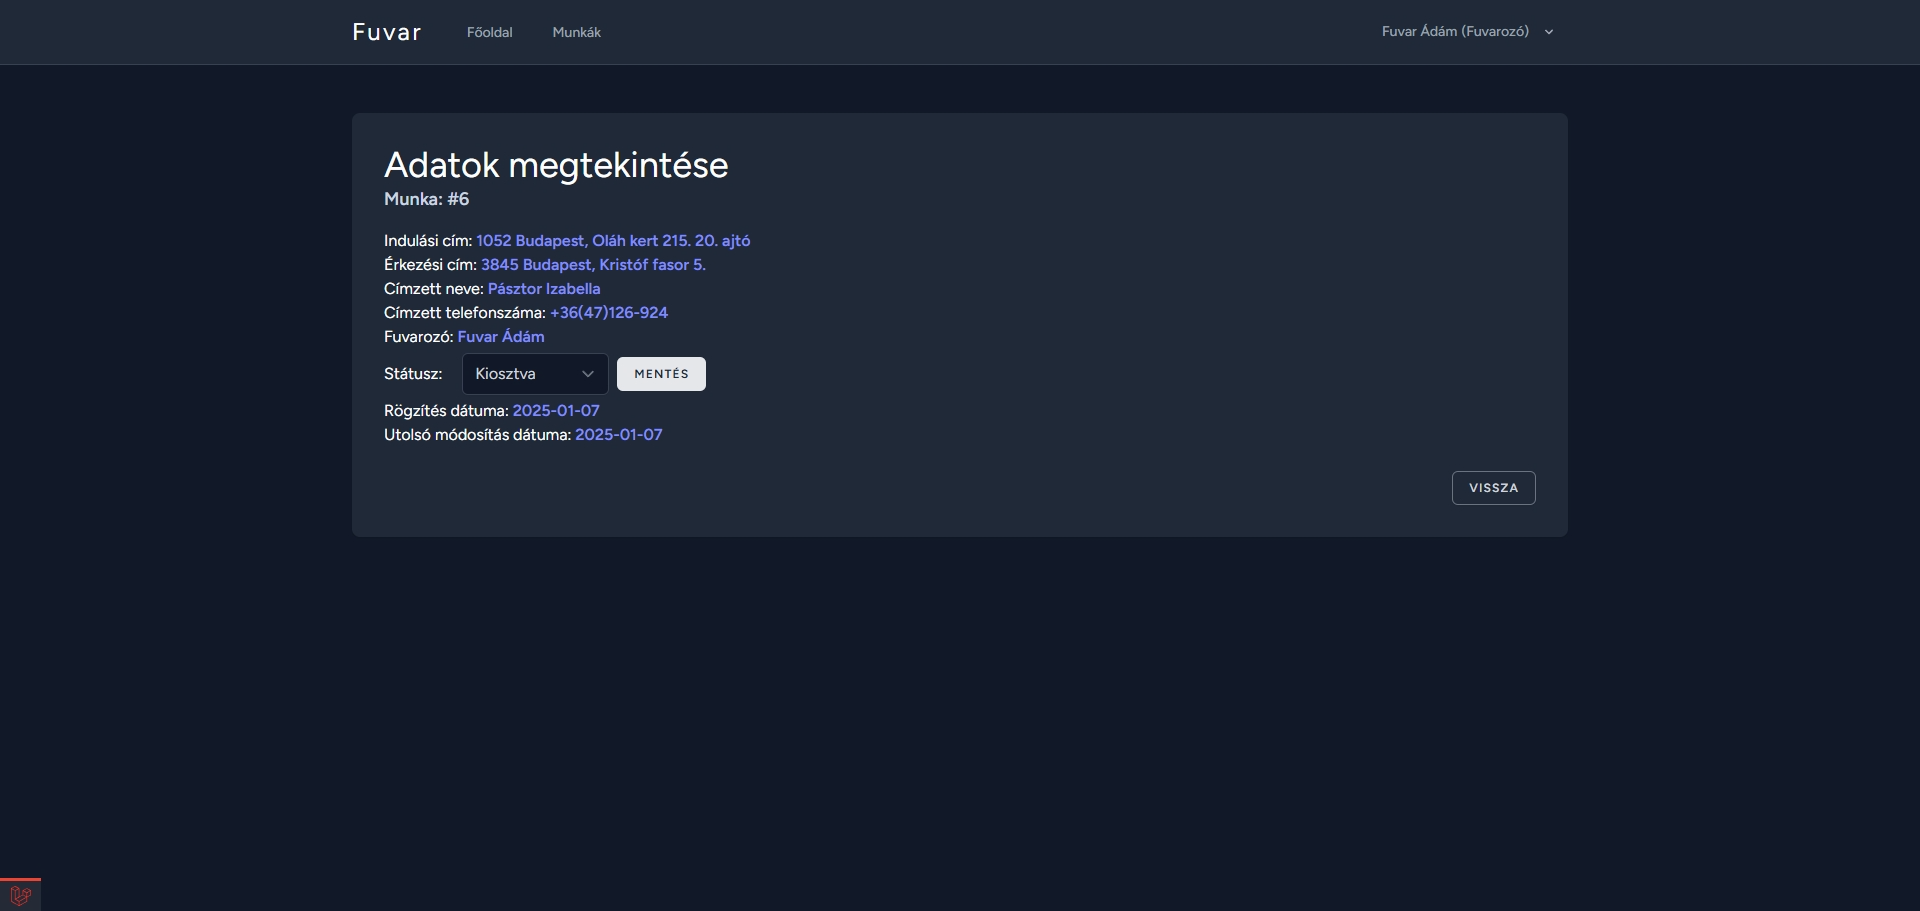 Fuvar Főoldal Munkák Fuvar Ádám (Fuvarozó)
Adatok megtekintése
Munka: #6
Indulási cím: 1052 Budapest, Oláh kert 215. 20. ajtó
Érkezési cím: 3845 Budapest, Kristóf fasor 5.
Címzett neve: Pásztor Izabella
Címzett telefonszáma: +36(47)126-924
Fuvarozó: Fuvar Ádám
Státusz: Kiosztva MENTÉS
Rögzítés dátuma: 2025-01-07
Utolsó módosítás dátuma: 2025-01-07
VISSZA